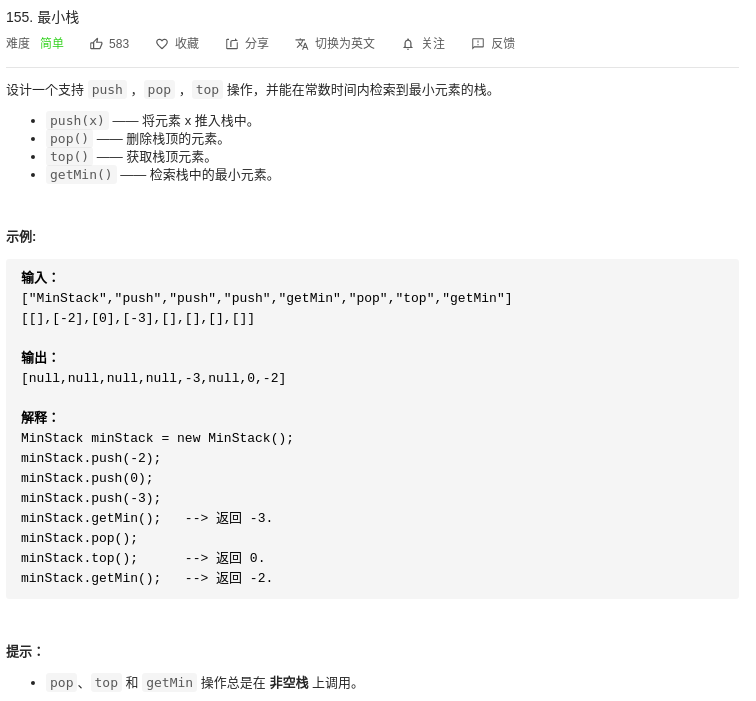 155. 最小栈
难度 简单 583 收藏 分享 切换为英文 关注 反馈
设计一个支持 push ，pop ，top 操作，并能在常数时间内检索到最小元素的栈。
push(x) —— 将元素 x 推入栈中。
pop() —— 删除栈顶的元素。
top() —— 获取栈顶元素。
getMin() —— 检索栈中的最小元素。
示例:
输入：
["MinStack","push","push","push","getMin","pop","top","getMin"]
[[],[-2],[0],[-3],[],[],[],[]]
输出：
[null,null,null,null,-3,null,0,-2]
解释：
MinStack minStack = new MinStack();
minStack.push(-2);
minStack.push(0);
minStack.push(-3);
minStack.getMin();   --> 返回 -3.
minStack.pop();
minStack.top();      --> 返回 0.
minStack.getMin();   --> 返回 -2.
提示：
pop、top 和 getMin 操作总是在 非空栈 上调用。